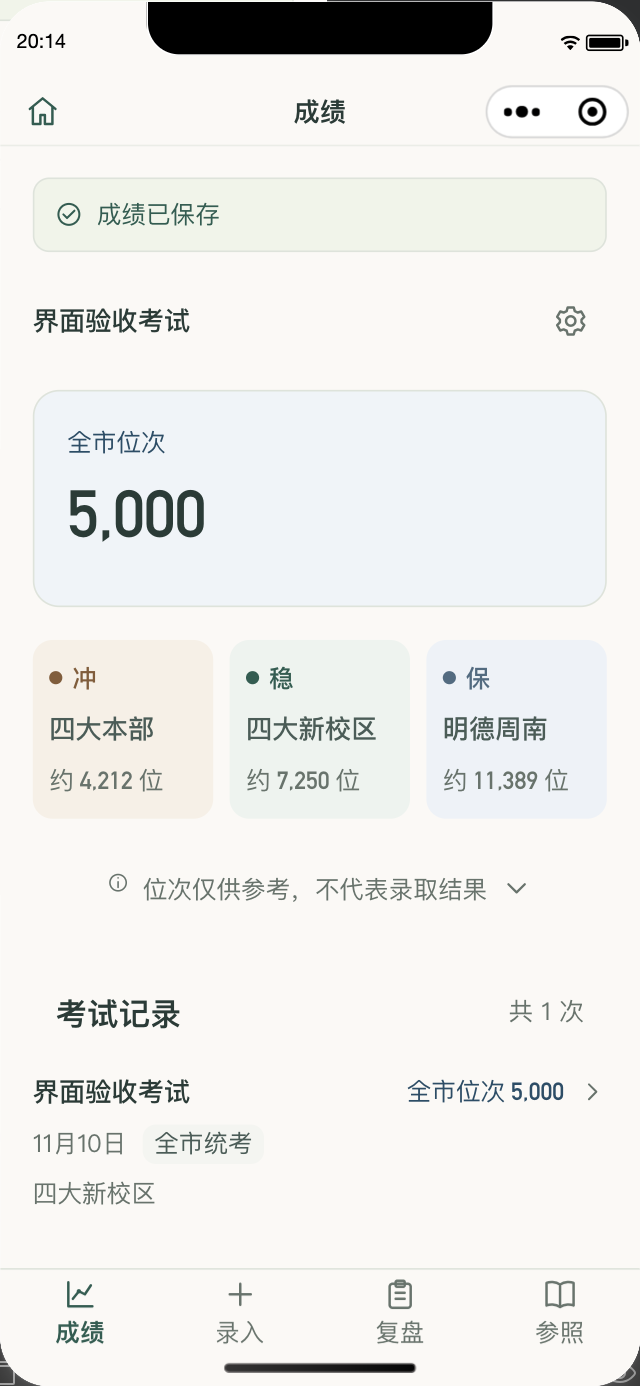 20:14
成绩
成绩已保存
界面验收考试
全市位次
5,000
冲
四大本部
约 4,212 位
稳
四大新校区
约 7,250 位
保
明德周南
约 11,389 位
位次仅供参考，不代表录取结果
考试记录
共 1 次
界面验收考试
全市位次 5,000
11月10日
全市统考
四大新校区
成绩
录入
复盘
参照